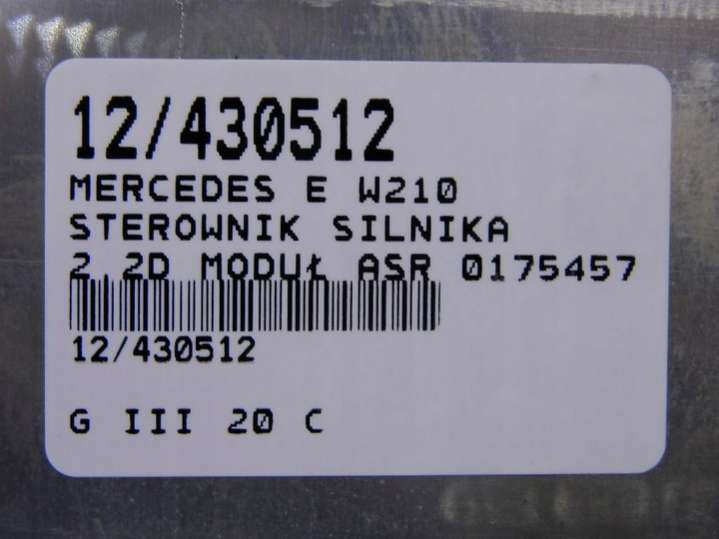 12/430512
MERCEDES E W210
STEROWNIK SILNIKA
2.2D MODUŁ ASR 0175457
12/430512
G III 20 C